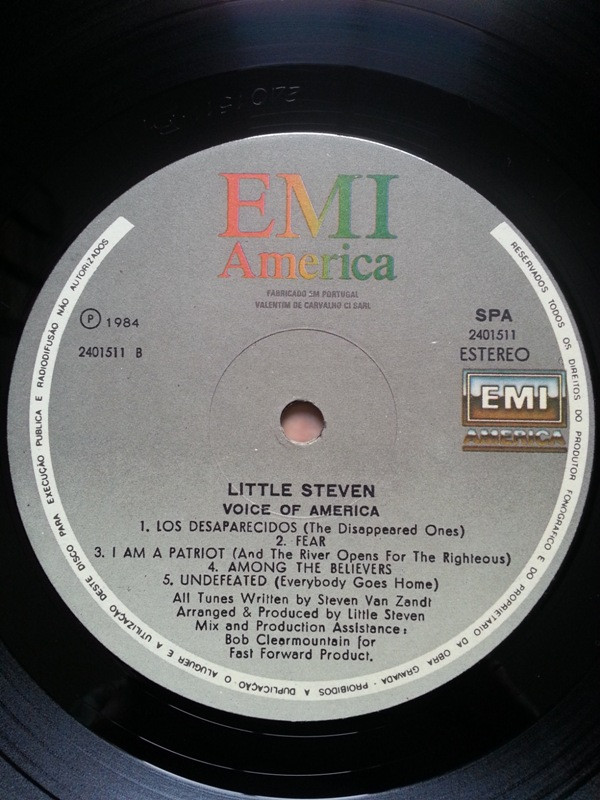 EMI
America
FABRICADO EM PORTUGAL
VALENTIM DE CARVALHO CI SARL
Ⓟ 1984
2401511 B
SPA
2401511
ESTEREO
EMI
AMERICA
LITTLE STEVEN
VOICE OF AMERICA
1. LOS DESAPARECIDOS (The Disappeared Ones)
2. FEAR
3. I AM A PATRIOT (And The River Opens For The Righteous)
4. AMONG THE BELIEVERS
5. UNDEFEATED (Everybody Goes Home)
All Tunes Written by Steven Van Zandt
Arranged & Produced by Little Steven
Mix and Production Assistance:
Bob Clearmountain for
Fast Forward Product.
RESERVADOS TODOS OS DIREITOS DO PRODUTOR FONOGRAFICO E DO PROPRIETARIO DA OBRA GRAVADA - PROIBIDOS A DUPLICAÇÃO, O ALUGUER E A UTILIZAÇÃO DESTE DISCO PARA EXECUÇÃO PUBLICA E RADIODIFUSÃO NÃO AUTORIZADOS